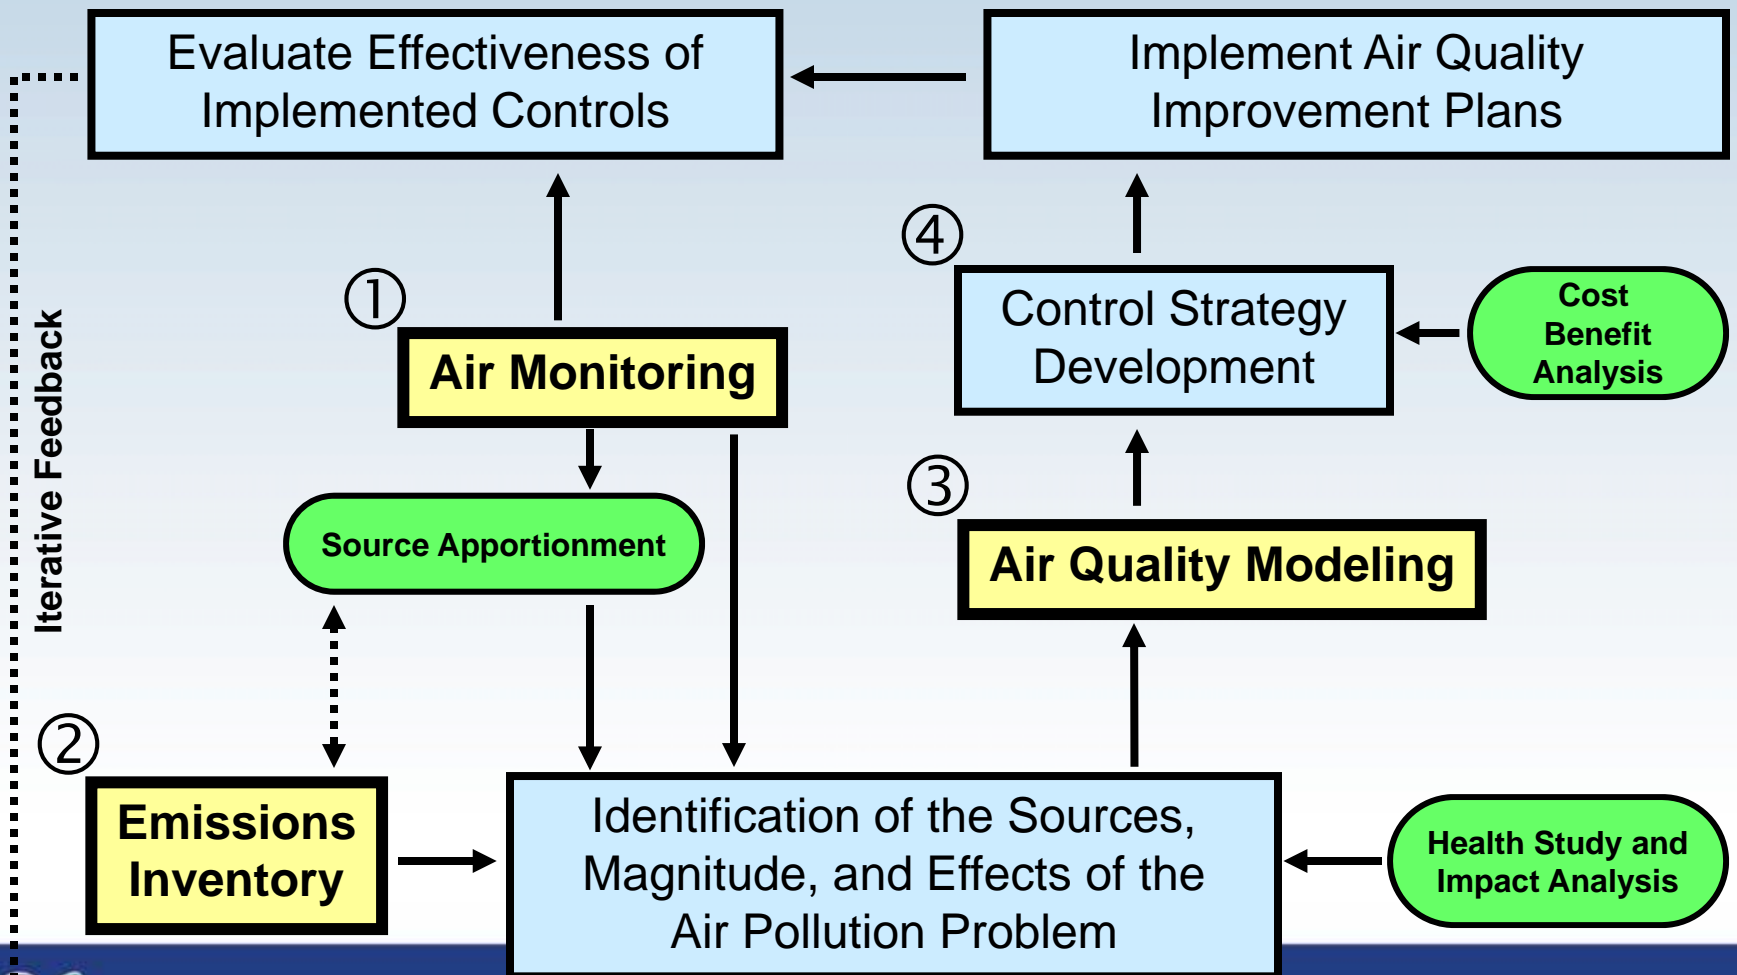 Evaluate Effectiveness of
Implemented Controls
Implement Air Quality
Improvement Plans
①
④
Air Monitoring
Control Strategy
Development
Cost
Benefit
Analysis
Iterative Feedback
Source Apportionment
③
Air Quality Modeling
②
Emissions
Inventory
Identification of the Sources,
Magnitude, and Effects of the
Air Pollution Problem
Health Study and
Impact Analysis